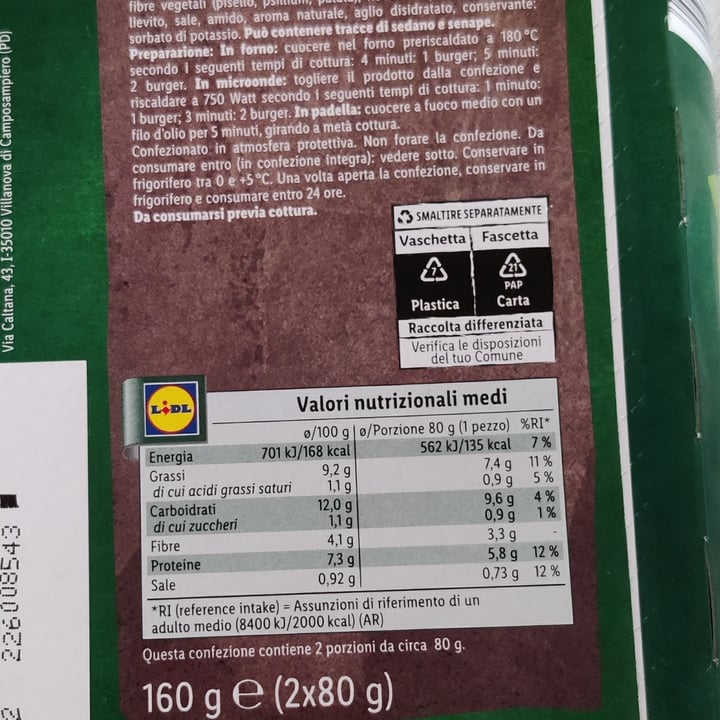 fibre vegetali (pisello, psillium,
lievito, sale, amido, aroma naturale, aglio disidratato, conservante:
sorbato di potassio. Può contenere tracce di sedano e senape.
Preparazione: In forno: cuocere nel forno preriscaldato a 180 °C
secondo i seguenti tempi di cottura: 4 minuti: 1 burger; 5 minuti:
2 burger. In microonde: togliere il prodotto dalla confezione e
riscaldare a 750 Watt secondo i seguenti tempi di cottura: 1 minuto:
1 burger; 3 minuti: 2 burger. In padella: cuocere a fuoco medio con un
filo d'olio per 5 minuti, girando a metà cottura.
Confezionato in atmosfera protettiva. Non forare la confezione. Da
consumare entro (in confezione integra): vedere sotto. Conservare in
frigorifero tra 0 e +5°C. Una volta aperta la confezione, conservare in
frigorifero e consumare entro 24 ore.
Da consumarsi previa cottura.
SMALTIRE SEPARATAMENTE
Vaschetta Fascetta
7 21
PAP
Plastica Carta
Raccolta differenziata
Verifica le disposizioni
del tuo Comune
LIDL
Valori nutrizionali medi
ø/100 g ø/Porzione 80 g (1 pezzo) %RI*
Energia 701 kJ/168 kcal 562 kJ/135 kcal 7 %
Grassi 9,2 g 7,4 g 11 %
di cui acidi grassi saturi 1,1 g 0,9 g 5 %
Carboidrati 12,0 g 9,6 g 4 %
di cui zuccheri 1,1 g 0,9 g 1 %
Fibre 4,1 g 3,3 g -
Proteine 7,3 g 5,8 g 12 %
Sale 0,92 g 0,73 g 12 %
*RI (reference intake) = Assunzioni di riferimento di un
adulto medio (8400 kJ/2000 kcal) (AR)
Questa confezione contiene 2 porzioni da circa 80 g.
160 g e (2x80 g)
Via Caltana, 43, I-35010 Villanova di Camposampiero (PD)
226008543